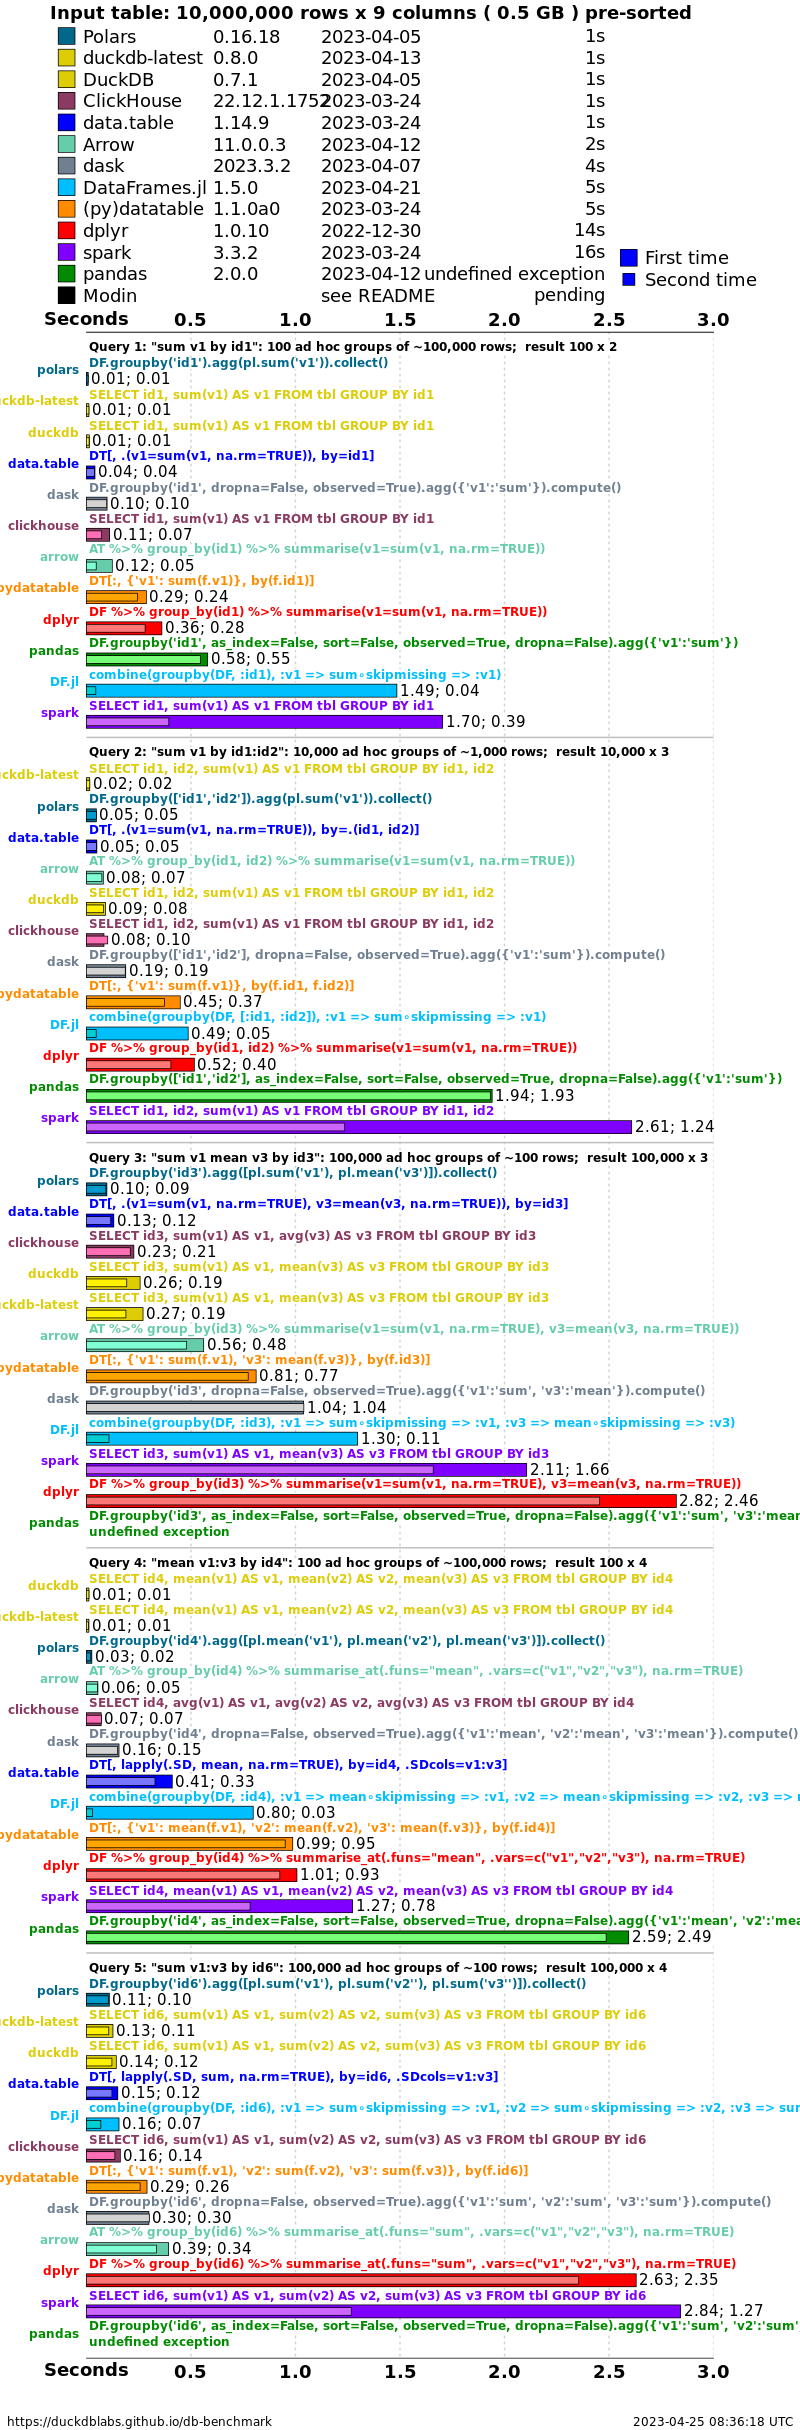 Input table: 10,000,000 rows x 9 columns ( 0.5 GB ) pre-sorted
Polars 0.16.18 2023-04-05 1s
duckdb-latest 0.8.0 2023-04-13 1s
DuckDB 0.7.1 2023-04-05 1s
ClickHouse 22.12.1.1752 2023-03-24 1s
data.table 1.14.9 2023-03-24 1s
Arrow 11.0.0.3 2023-04-12 2s
dask 2023.3.2 2023-04-07 4s
DataFrames.jl 1.5.0 2023-04-21 5s
(py)datatable 1.1.0a0 2023-03-24 5s
dplyr 1.0.10 2022-12-30 14s
spark 3.3.2 2023-03-24 16s
First time
pandas 2.0.0 2023-04-12 undefined exception
Second time
Modin see README pending
Seconds 0.5 1.0 1.5 2.0 2.5 3.0
Query 1: "sum v1 by id1": 100 ad hoc groups of ~100,000 rows; result 100 x 2
polars DF.groupby('id1').agg(pl.sum('v1')).collect()
0.01; 0.01
uckdb-latest SELECT id1, sum(v1) AS v1 FROM tbl GROUP BY id1
0.01; 0.01
duckdb SELECT id1, sum(v1) AS v1 FROM tbl GROUP BY id1
0.01; 0.01
data.table DT[, .(v1=sum(v1, na.rm=TRUE)), by=id1]
0.04; 0.04
dask DF.groupby('id1', dropna=False, observed=True).agg({'v1':'sum'}).compute()
0.10; 0.10
clickhouse SELECT id1, sum(v1) AS v1 FROM tbl GROUP BY id1
0.11; 0.07
arrow AT %>% group_by(id1) %>% summarise(v1=sum(v1, na.rm=TRUE))
0.12; 0.05
pydatatable DT[:, {'v1': sum(f.v1)}, by(f.id1)]
0.29; 0.24
dplyr DF %>% group_by(id1) %>% summarise(v1=sum(v1, na.rm=TRUE))
0.36; 0.28
pandas DF.groupby('id1', as_index=False, sort=False, observed=True, dropna=False).agg({'v1':'sum'})
0.58; 0.55
DF.jl combine(groupby(DF, :id1), :v1 => sum∘skipmissing => :v1)
1.49; 0.04
spark SELECT id1, sum(v1) AS v1 FROM tbl GROUP BY id1
1.70; 0.39
Query 2: "sum v1 by id1:id2": 10,000 ad hoc groups of ~1,000 rows; result 10,000 x 3
uckdb-latest SELECT id1, id2, sum(v1) AS v1 FROM tbl GROUP BY id1, id2
0.02; 0.02
polars DF.groupby(['id1','id2']).agg(pl.sum('v1')).collect()
0.05; 0.05
data.table DT[, .(v1=sum(v1, na.rm=TRUE)), by=.(id1, id2)]
0.05; 0.05
arrow AT %>% group_by(id1, id2) %>% summarise(v1=sum(v1, na.rm=TRUE))
0.08; 0.07
duckdb SELECT id1, id2, sum(v1) AS v1 FROM tbl GROUP BY id1, id2
0.09; 0.08
clickhouse SELECT id1, id2, sum(v1) AS v1 FROM tbl GROUP BY id1, id2
0.08; 0.10
dask DF.groupby(['id1','id2'], dropna=False, observed=True).agg({'v1':'sum'}).compute()
0.19; 0.19
pydatatable DT[:, {'v1': sum(f.v1)}, by(f.id1, f.id2)]
0.45; 0.37
DF.jl combine(groupby(DF, [:id1, :id2]), :v1 => sum∘skipmissing => :v1)
0.49; 0.05
dplyr DF %>% group_by(id1, id2) %>% summarise(v1=sum(v1, na.rm=TRUE))
0.52; 0.40
pandas DF.groupby(['id1','id2'], as_index=False, sort=False, observed=True, dropna=False).agg({'v1':'sum'})
1.94; 1.93
spark SELECT id1, id2, sum(v1) AS v1 FROM tbl GROUP BY id1, id2
2.61; 1.24
Query 3: "sum v1 mean v3 by id3": 100,000 ad hoc groups of ~100 rows; result 100,000 x 3
polars DF.groupby('id3').agg([pl.sum('v1'), pl.mean('v3')]).collect()
0.10; 0.09
data.table DT[, .(v1=sum(v1, na.rm=TRUE), v3=mean(v3, na.rm=TRUE)), by=id3]
0.13; 0.12
clickhouse SELECT id3, sum(v1) AS v1, avg(v3) AS v3 FROM tbl GROUP BY id3
0.23; 0.21
duckdb SELECT id3, sum(v1) AS v1, mean(v3) AS v3 FROM tbl GROUP BY id3
0.26; 0.19
uckdb-latest SELECT id3, sum(v1) AS v1, mean(v3) AS v3 FROM tbl GROUP BY id3
0.27; 0.19
arrow AT %>% group_by(id3) %>% summarise(v1=sum(v1, na.rm=TRUE), v3=mean(v3, na.rm=TRUE))
0.56; 0.48
pydatatable DT[:, {'v1': sum(f.v1), 'v3': mean(f.v3)}, by(f.id3)]
0.81; 0.77
dask DF.groupby('id3', dropna=False, observed=True).agg({'v1':'sum', 'v3':'mean'}).compute()
1.04; 1.04
DF.jl combine(groupby(DF, :id3), :v1 => sum∘skipmissing => :v1, :v3 => mean∘skipmissing => :v3)
1.30; 0.11
spark SELECT id3, sum(v1) AS v1, mean(v3) AS v3 FROM tbl GROUP BY id3
2.11; 1.66
dplyr DF %>% group_by(id3) %>% summarise(v1=sum(v1, na.rm=TRUE), v3=mean(v3, na.rm=TRUE))
2.82; 2.46
pandas DF.groupby('id3', as_index=False, sort=False, observed=True, dropna=False).agg({'v1':'sum', 'v3':'mean
undefined exception
Query 4: "mean v1:v3 by id4": 100 ad hoc groups of ~100,000 rows; result 100 x 4
duckdb SELECT id4, mean(v1) AS v1, mean(v2) AS v2, mean(v3) AS v3 FROM tbl GROUP BY id4
0.01; 0.01
uckdb-latest SELECT id4, mean(v1) AS v1, mean(v2) AS v2, mean(v3) AS v3 FROM tbl GROUP BY id4
0.01; 0.01
polars DF.groupby('id4').agg([pl.mean('v1'), pl.mean('v2'), pl.mean('v3')]).collect()
0.03; 0.02
arrow AT %>% group_by(id4) %>% summarise_at(.funs="mean", .vars=c("v1","v2","v3"), na.rm=TRUE)
0.06; 0.05
clickhouse SELECT id4, avg(v1) AS v1, avg(v2) AS v2, avg(v3) AS v3 FROM tbl GROUP BY id4
0.07; 0.07
dask DF.groupby('id4', dropna=False, observed=True).agg({'v1':'mean', 'v2':'mean', 'v3':'mean'}).compute()
0.16; 0.15
data.table DT[, lapply(.SD, mean, na.rm=TRUE), by=id4, .SDcols=v1:v3]
0.41; 0.33
DF.jl combine(groupby(DF, :id4), :v1 => mean∘skipmissing => :v1, :v2 => mean∘skipmissing => :v2, :v3 =>
0.80; 0.03
pydatatable DT[:, {'v1': mean(f.v1), 'v2': mean(f.v2), 'v3': mean(f.v3)}, by(f.id4)]
0.99; 0.95
dplyr DF %>% group_by(id4) %>% summarise_at(.funs="mean", .vars=c("v1","v2","v3"), na.rm=TRUE)
1.01; 0.93
spark SELECT id4, mean(v1) AS v1, mean(v2) AS v2, mean(v3) AS v3 FROM tbl GROUP BY id4
1.27; 0.78
pandas DF.groupby('id4', as_index=False, sort=False, observed=True, dropna=False).agg({'v1':'mean', 'v2':'mea
2.59; 2.49
Query 5: "sum v1:v3 by id6": 100,000 ad hoc groups of ~100 rows; result 100,000 x 4
polars DF.groupby('id6').agg([pl.sum('v1'), pl.sum('v2''), pl.sum('v3'')]).collect()
0.11; 0.10
uckdb-latest SELECT id6, sum(v1) AS v1, sum(v2) AS v2, sum(v3) AS v3 FROM tbl GROUP BY id6
0.13; 0.11
duckdb SELECT id6, sum(v1) AS v1, sum(v2) AS v2, sum(v3) AS v3 FROM tbl GROUP BY id6
0.14; 0.12
data.table DT[, lapply(.SD, sum, na.rm=TRUE), by=id6, .SDcols=v1:v3]
0.15; 0.12
DF.jl combine(groupby(DF, :id6), :v1 => sum∘skipmissing => :v1, :v2 => sum∘skipmissing => :v2, :v3 => sur
0.16; 0.07
clickhouse SELECT id6, sum(v1) AS v1, sum(v2) AS v2, sum(v3) AS v3 FROM tbl GROUP BY id6
0.16; 0.14
pydatatable DT[:, {'v1': sum(f.v1), 'v2': sum(f.v2), 'v3': sum(f.v3)}, by(f.id6)]
0.29; 0.26
dask DF.groupby('id6', dropna=False, observed=True).agg({'v1':'sum', 'v2':'sum', 'v3':'sum'}).compute()
0.30; 0.30
arrow AT %>% group_by(id6) %>% summarise_at(.funs="sum", .vars=c("v1","v2","v3"), na.rm=TRUE)
0.39; 0.34
dplyr DF %>% group_by(id6) %>% summarise_at(.funs="sum", .vars=c("v1","v2","v3"), na.rm=TRUE)
2.63; 2.35
spark SELECT id6, sum(v1) AS v1, sum(v2) AS v2, sum(v3) AS v3 FROM tbl GROUP BY id6
2.84; 1.27
pandas DF.groupby('id6', as_index=False, sort=False, observed=True, dropna=False).agg({'v1':'sum', 'v2':'sum'
undefined exception
Seconds 0.5 1.0 1.5 2.0 2.5 3.0
https://duckdblabs.github.io/db-benchmark 2023-04-25 08:36:18 UTC